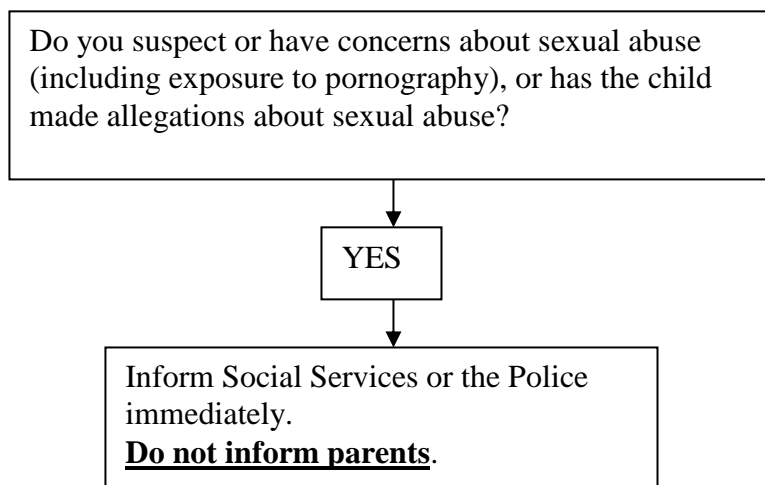 Do you suspect or have concerns about sexual abuse
(including exposure to pornography), or has the child
made allegations about sexual abuse?
YES
Inform Social Services or the Police
immediately.
Do not inform parents.